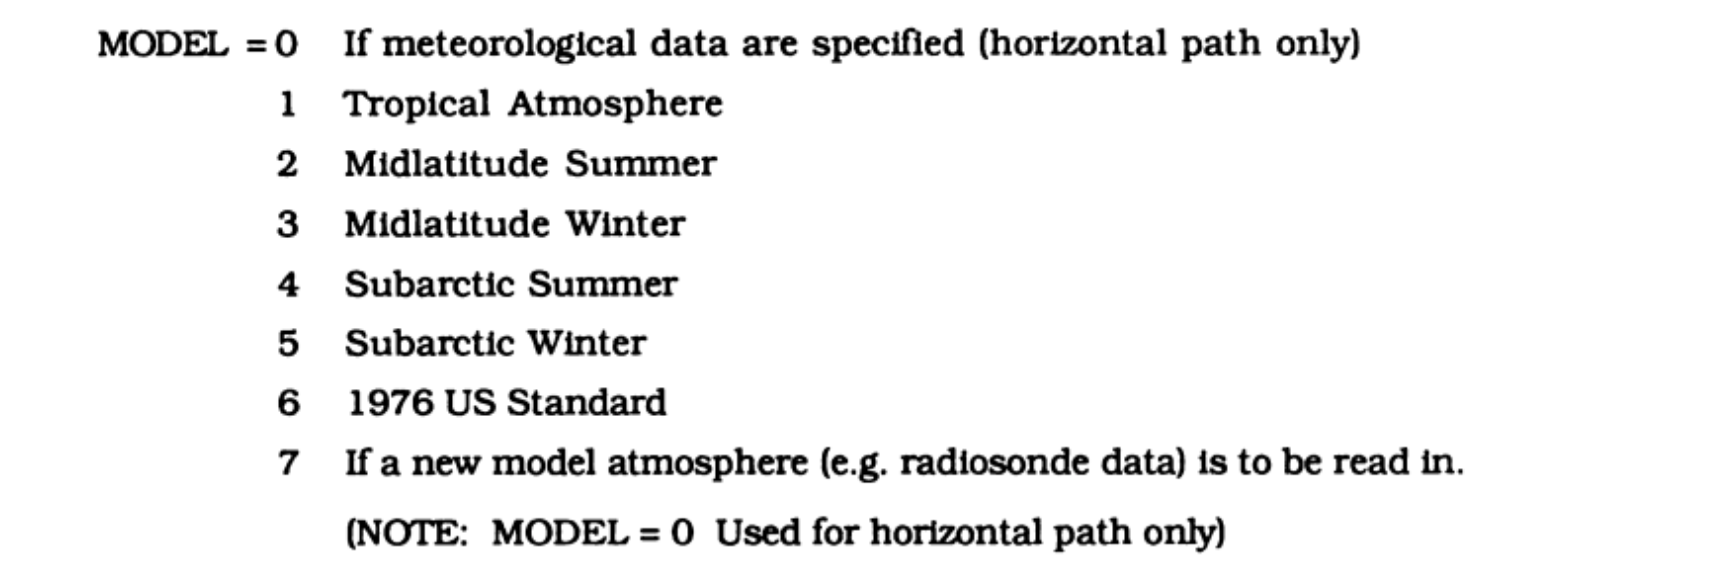 MODEL = 0 If meteorological data are specified (horizontal path only)
1 Tropical Atmosphere
2 Midlatitude Summer
3 Midlatitude Winter
4 Subarctic Summer
5 Subarctic Winter
6 1976 US Standard
7 If a new model atmosphere (e.g. radiosonde data) is to be read in.
(NOTE: MODEL = 0 Used for horizontal path only)